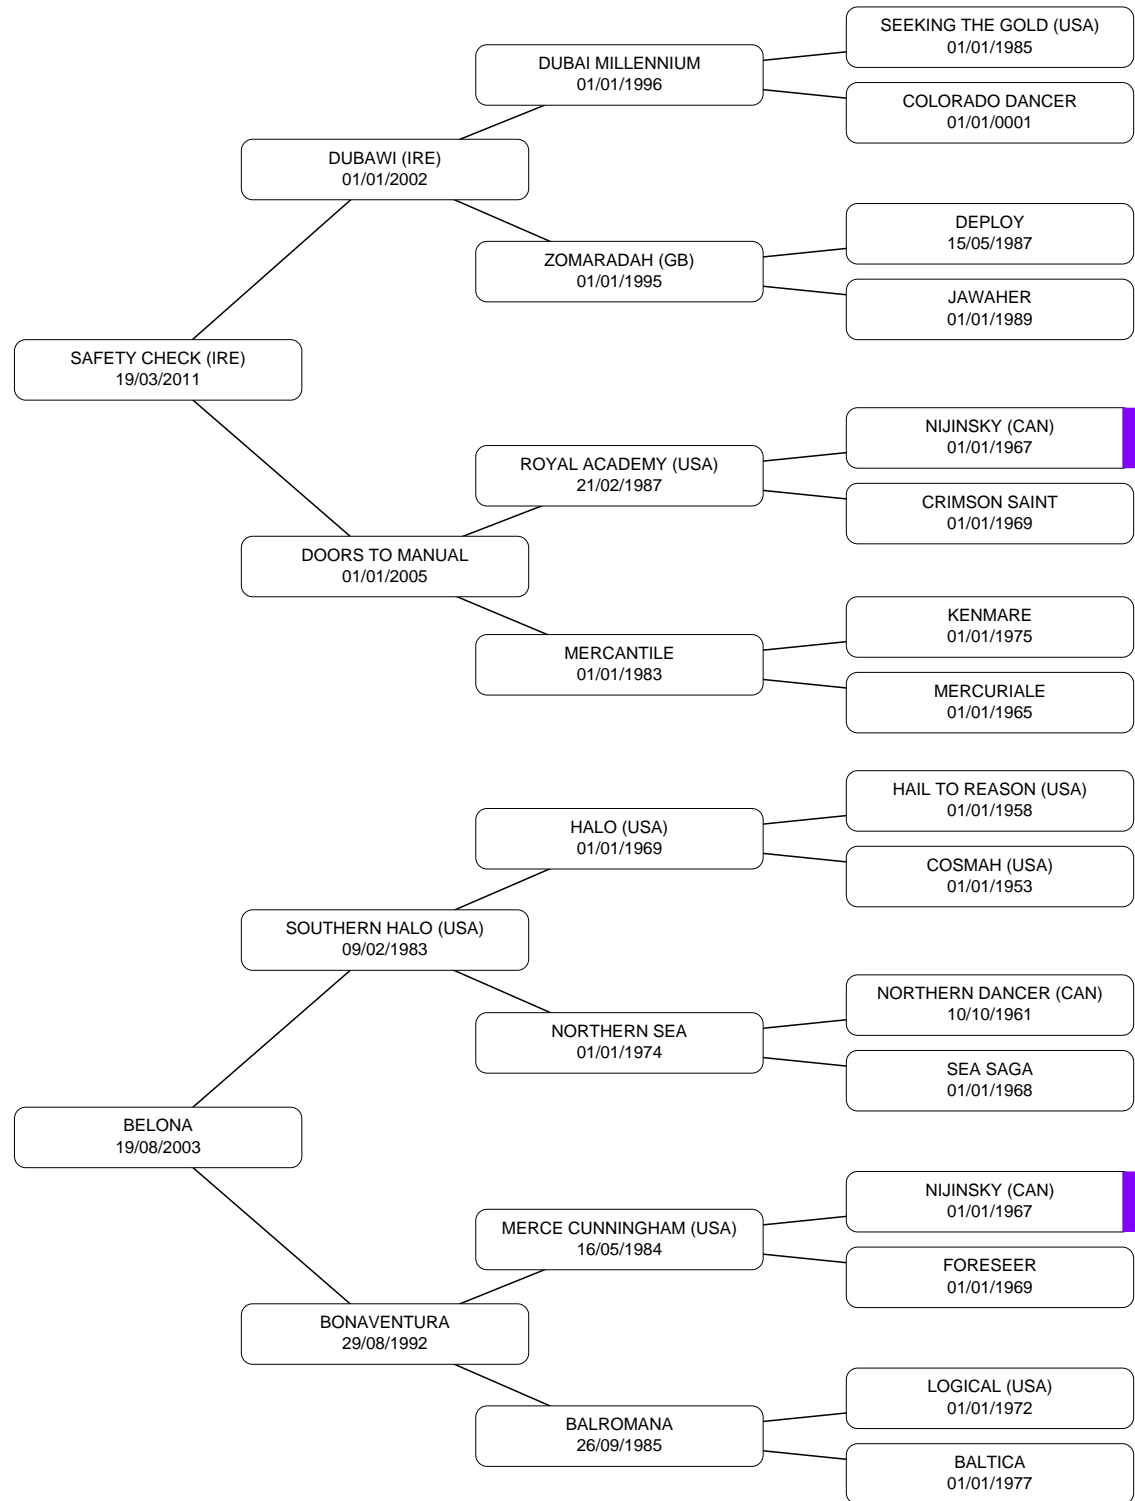 SEEKING THE GOLD (USA)
01/01/1985
DUBAI MILLENNIUM
01/01/1996
COLORADO DANCER
01/01/0001
DUBAWI (IRE)
01/01/2002
DEPLOY
15/05/1987
ZOMARADAH (GB)
01/01/1995
JAWAHER
01/01/1989
SAFETY CHECK (IRE)
19/03/2011
NIJINSKY (CAN)
01/01/1967
ROYAL ACADEMY (USA)
21/02/1987
CRIMSON SAINT
01/01/1969
DOORS TO MANUAL
01/01/2005
KENMARE
01/01/1975
MERCANTILE
01/01/1983
MERCURIALE
01/01/1965
HAIL TO REASON (USA)
01/01/1958
HALO (USA)
01/01/1969
COSMAH (USA)
01/01/1953
SOUTHERN HALO (USA)
09/02/1983
NORTHERN DANCER (CAN)
10/10/1961
NORTHERN SEA
01/01/1974
SEA SAGA
01/01/1968
BELONA
19/08/2003
NIJINSKY (CAN)
01/01/1967
MERCE CUNNINGHAM (USA)
16/05/1984
FORESEER
01/01/1969
BONAVENTURA
29/08/1992
LOGICAL (USA)
01/01/1972
BALROMANA
26/09/1985
BALTICA
01/01/1977